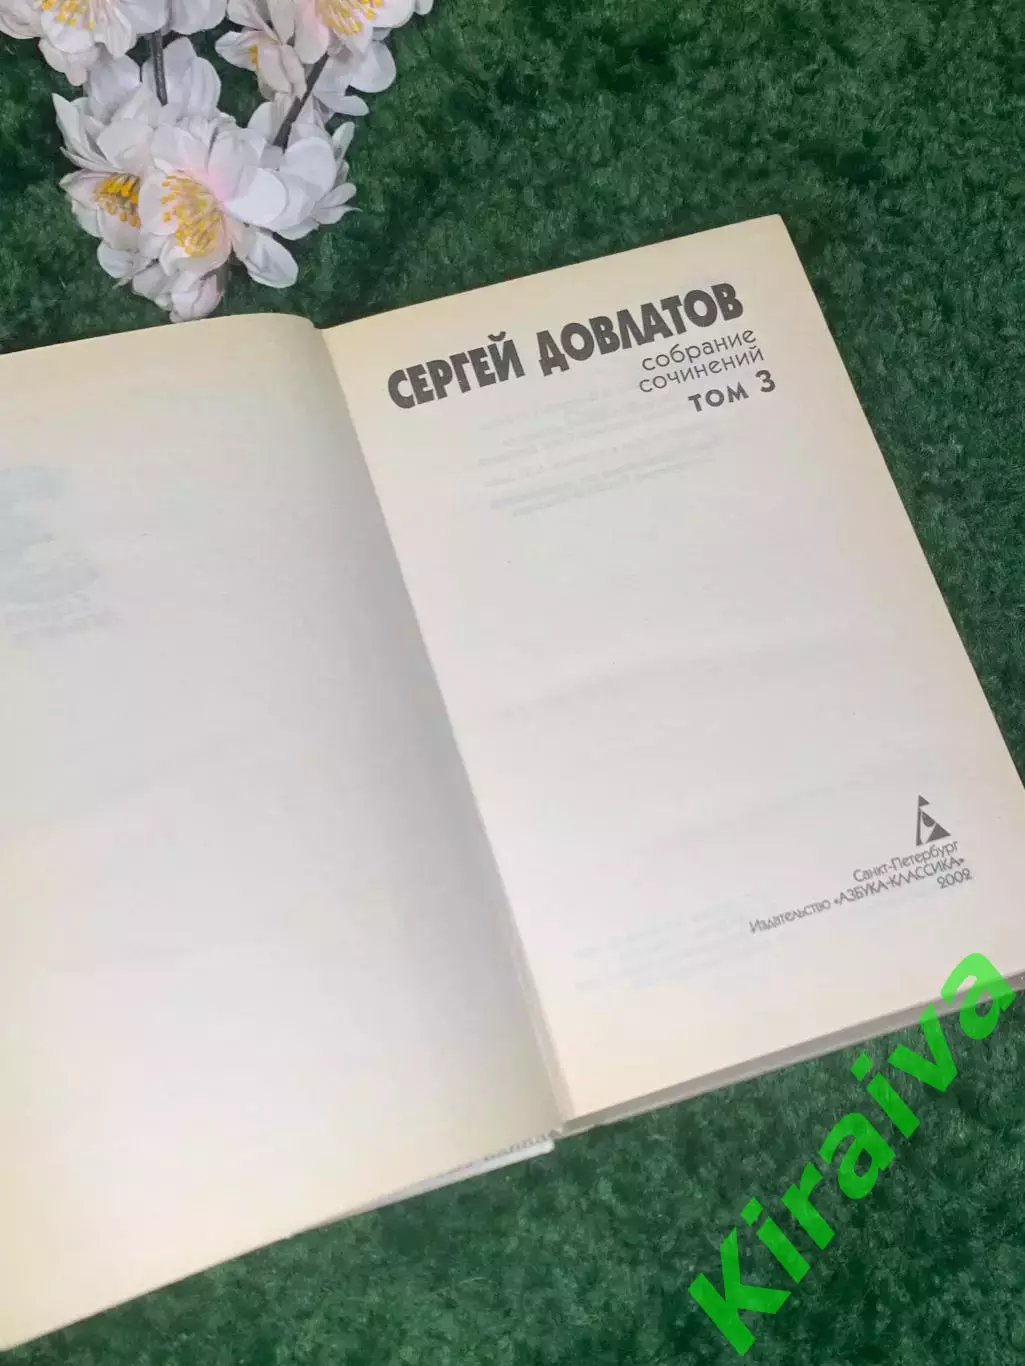 СЕРГЕЙ ДОВЛАТОВ
собрание
сочинений
том 3
Санкт-Петербург
Издательство «АЗБУКА-КЛАССИКА»
2002
Kiraiva